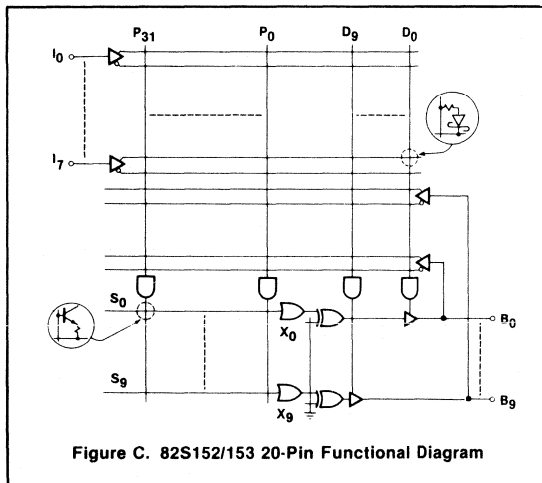 P31 P0 D9 D0
I0
I7
S0
X0
B0
S9
X9
B9
Figure C. 82S152/153 20-Pin Functional Diagram